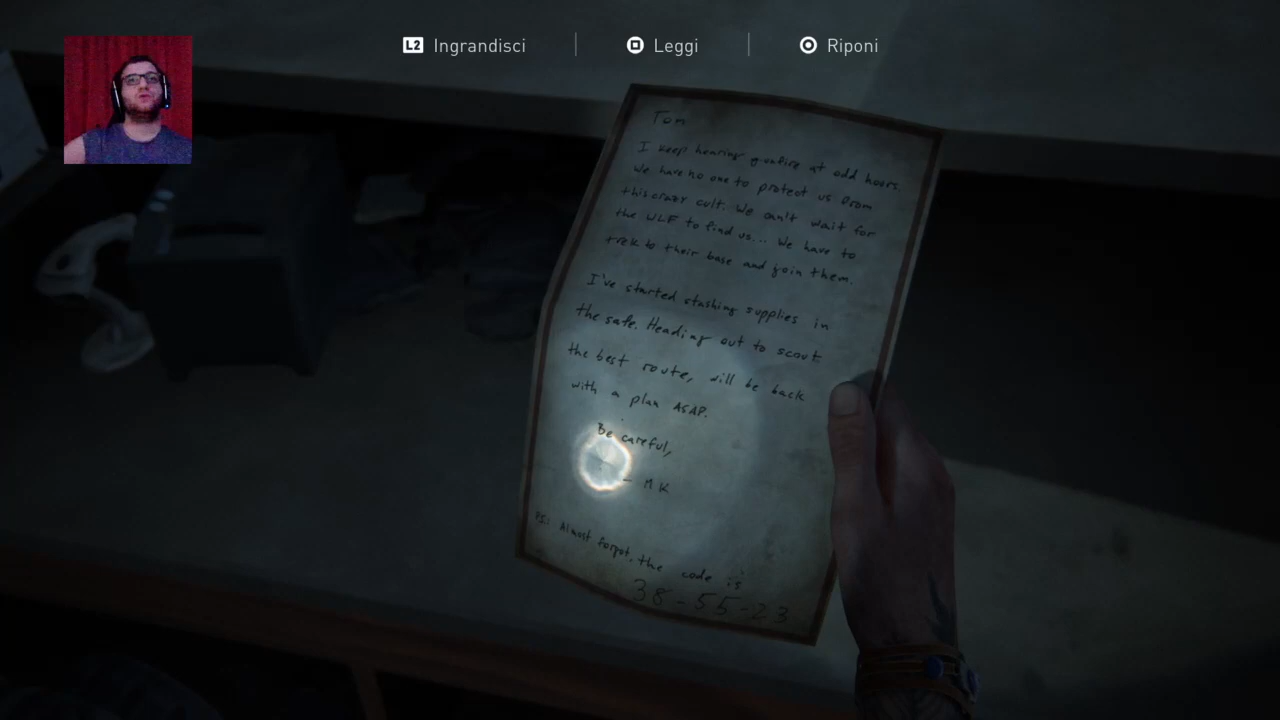 L2 Ingrandisci
Leggi
Riponi
Tom
I keep hearing gunfire at odd hours.
We have no one to protect us from
this crazy cult. We can't wait for
the WLF to find us... We have to
trek to their base and join them.
I've started stashing supplies in
the safe. Heading out to scout
the best route, will be back
with a plan ASAP.
Be careful,
- MK
PS: Almost forgot, the code is
38-55-23